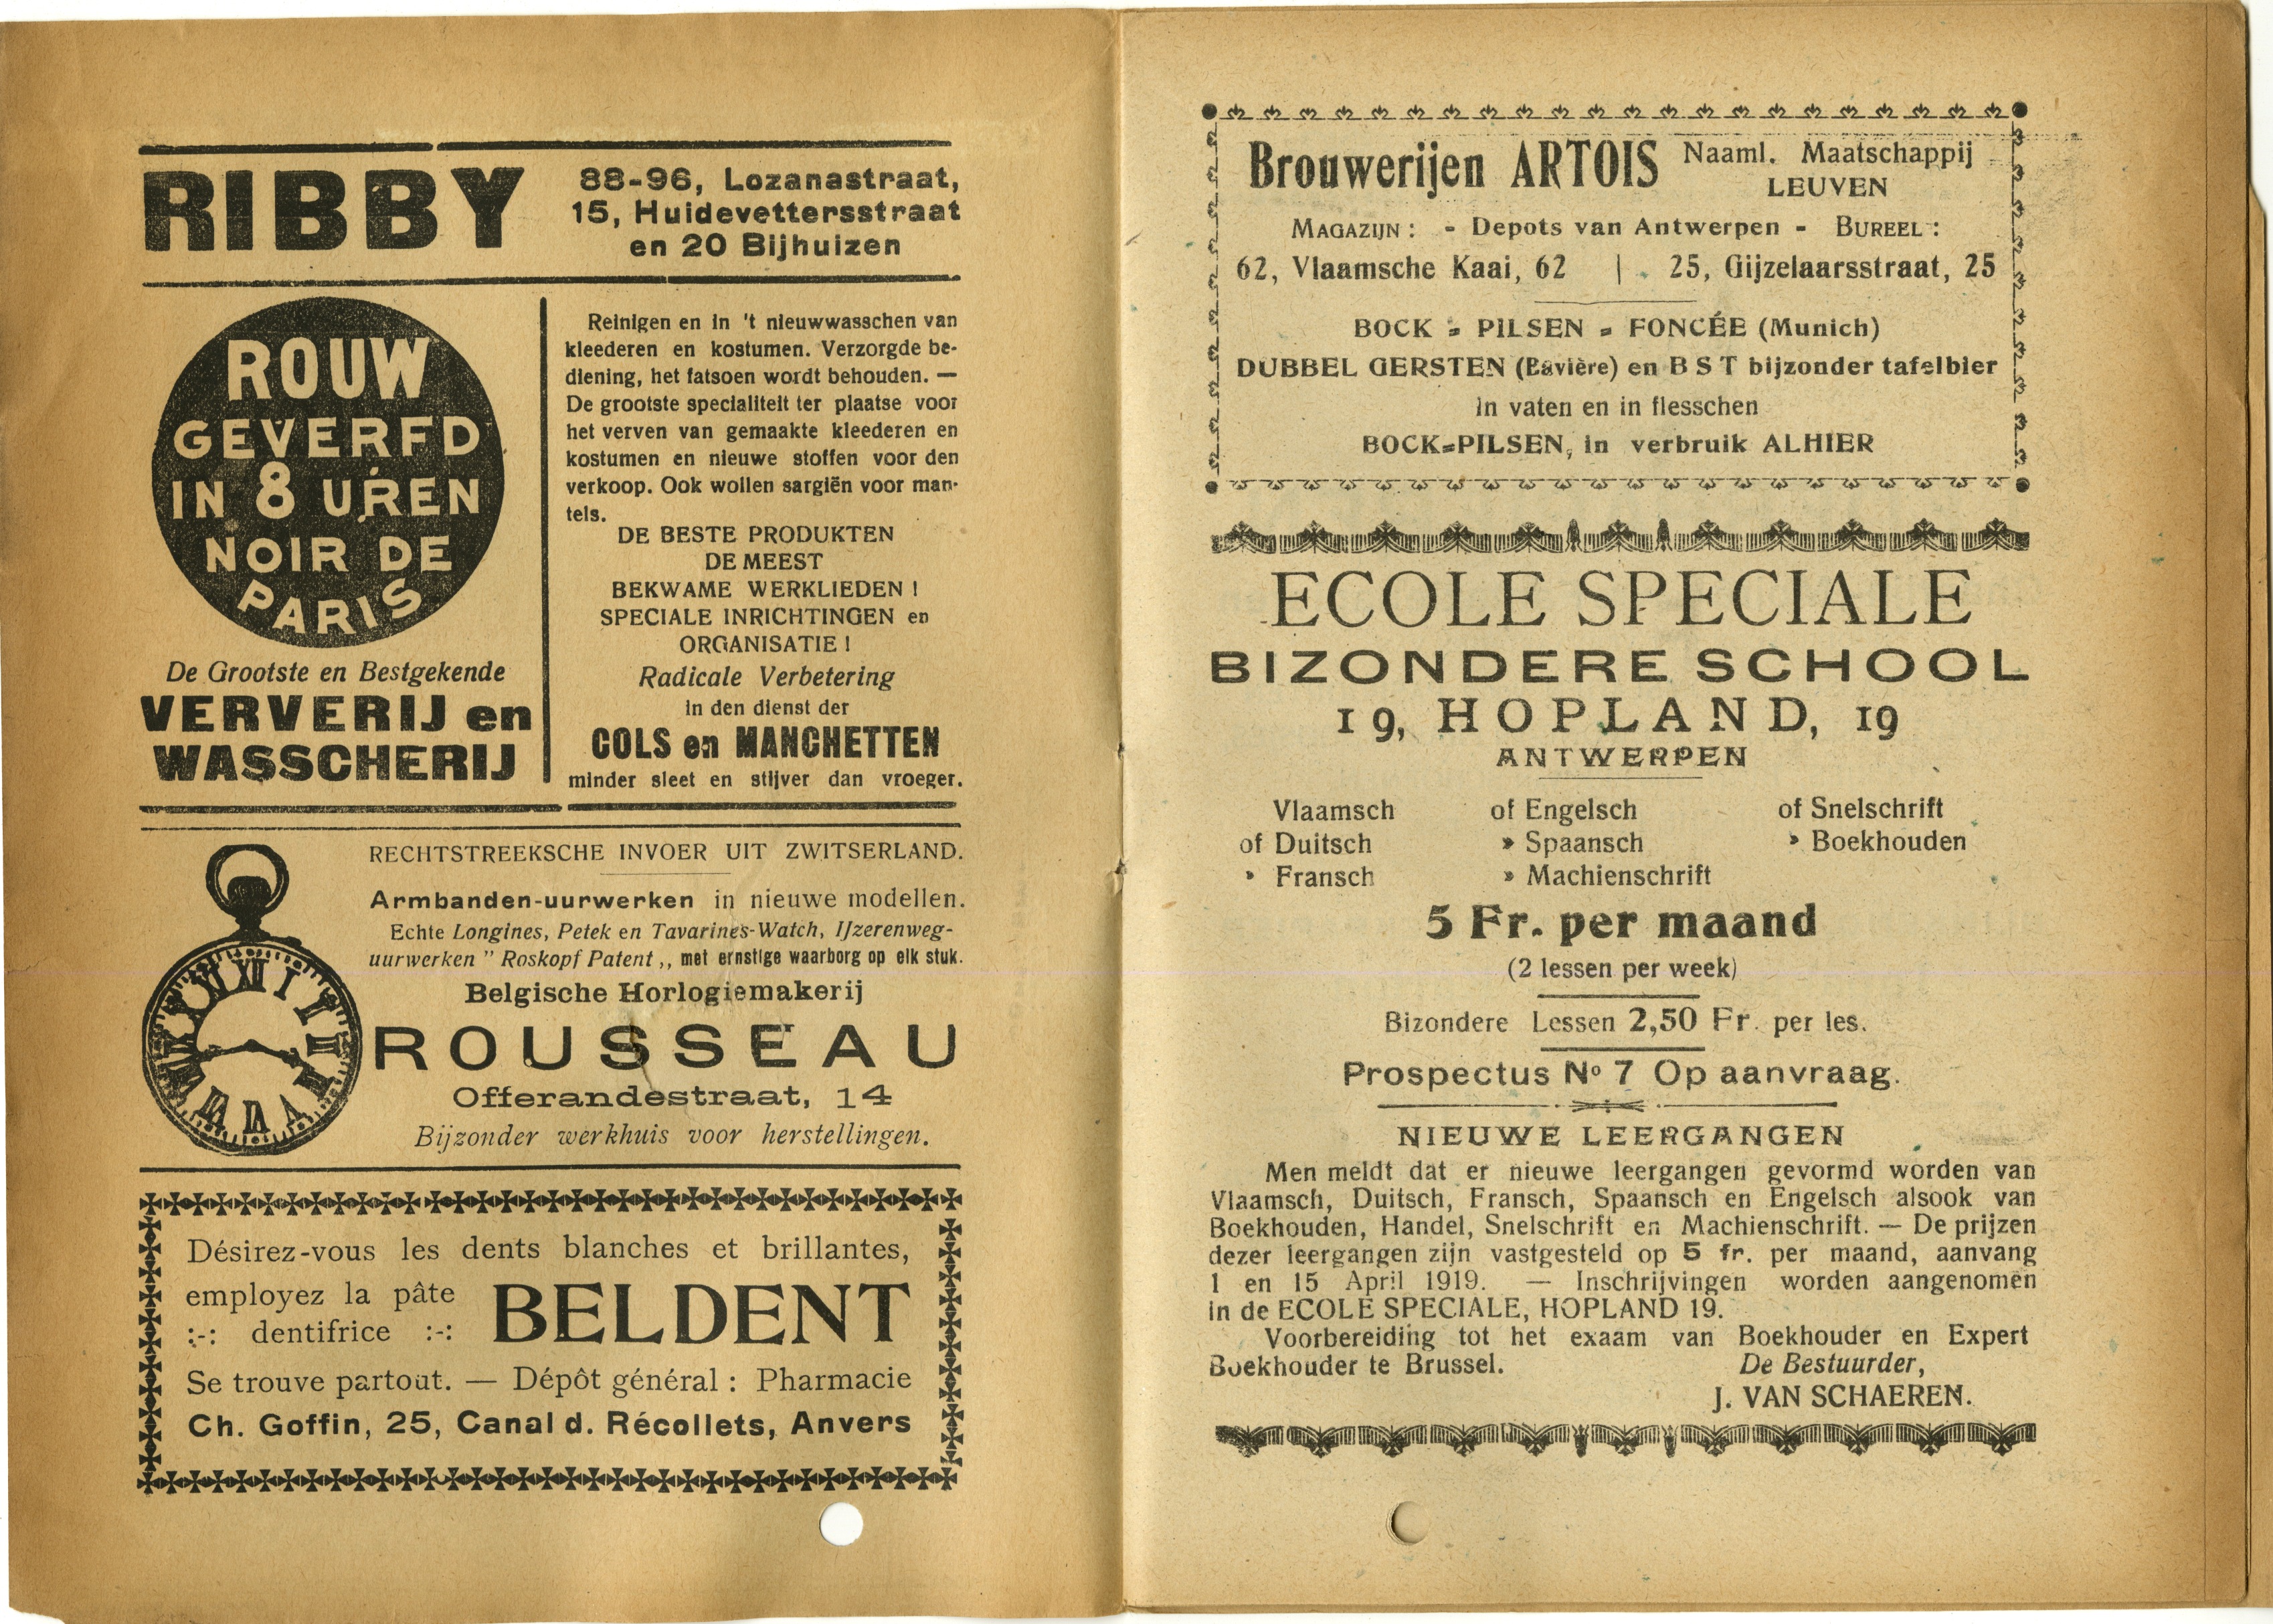 RIBBY
88-96, Lozanastraat,
15, Huidevettersstraat
en 20 Bijhuizen
ROUW
GEVERFD
IN 8 UREN
NOIR DE
PARIS
De Grootste en Bestgekende
VERVERIJ en
WASSCHERIJ
Reinigen en in 't nieuwwasschen van
kleederen en kostumen. Verzorgde be-
diening, het fatsoen wordt behouden. —
De grootste specialiteit ter plaatse voor
het verven van gemaakte kleederen en
kostumen en nieuwe stoffen voor den
verkoop. Ook wollen sargiën voor man-
tels.
DE BESTE PRODUKTEN
DE MEEST
BEKWAME WERKLIEDEN !
SPECIALE INRICHTINGEN en
ORGANISATIE !
Radicale Verbetering
in den dienst der
COLS en MANCHETTEN
minder sleet en stijver dan vroeger.
RECHTSTREEKSCHE INVOER UIT ZWITSERLAND.
Armbanden-uurwerken in nieuwe modellen.
Echte Longines, Petek en Tavarines-Watch, IJzerenweg-
uurwerken " Roskopf Patent ,, met ernstige waarborg op elk stuk.
Belgische Horlogiemakerij
ROUSSEAU
Offerandestraat, 14
Bijzonder werkhuis voor herstellingen.
XII I II III IIII V VI VII VIII IX X XI
Désirez-vous les dents blanches et brillantes,
employez la pâte
:-: dentifrice :-:
BELDENT
Se trouve partout. — Dépôt général : Pharmacie
Ch. Goffin, 25, Canal d. Récollets, Anvers
Brouwerijen ARTOIS Naaml. Maatschappij
LEUVEN
MAGAZIJN : - Depots van Antwerpen - BUREEL :
62, Vlaamsche Kaai, 62 | 25, Gijzelaarsstraat, 25
BOCK = PILSEN = FONCÉE (Munich)
DUBBEL GERSTEN (Bavière) en B S T bijzonder tafelbier
in vaten en in flesschen
BOCK=PILSEN, in verbruik ALHIER
ECOLE SPECIALE
BIZONDERE SCHOOL
19, HOPLAND, 19
ANTWERPEN
Vlaamsch of Engelsch of Snelschrift
of Duitsch » Spaansch » Boekhouden
» Fransch » Machienschrift
5 Fr. per maand
(2 lessen per week)
Bizondere Lessen 2,50 Fr. per les.
Prospectus Nº 7 Op aanvraag.
NIEUWE LEERGANGEN
Men meldt dat er nieuwe leergangen gevormd worden van
Vlaamsch, Duitsch, Fransch, Spaansch en Engelsch alsook van
Boekhouden, Handel, Snelschrift en Machienschrift. — De prijzen
dezer leergangen zijn vastgesteld op 5 fr. per maand, aanvang
1 en 15 April 1919. — Inschrijvingen worden aangenomen
in de ECOLE SPECIALE, HOPLAND 19.
Voorbereiding tot het exaam van Boekhouder en Expert
Boekhouder te Brussel. De Bestuurder,
J. VAN SCHAEREN.